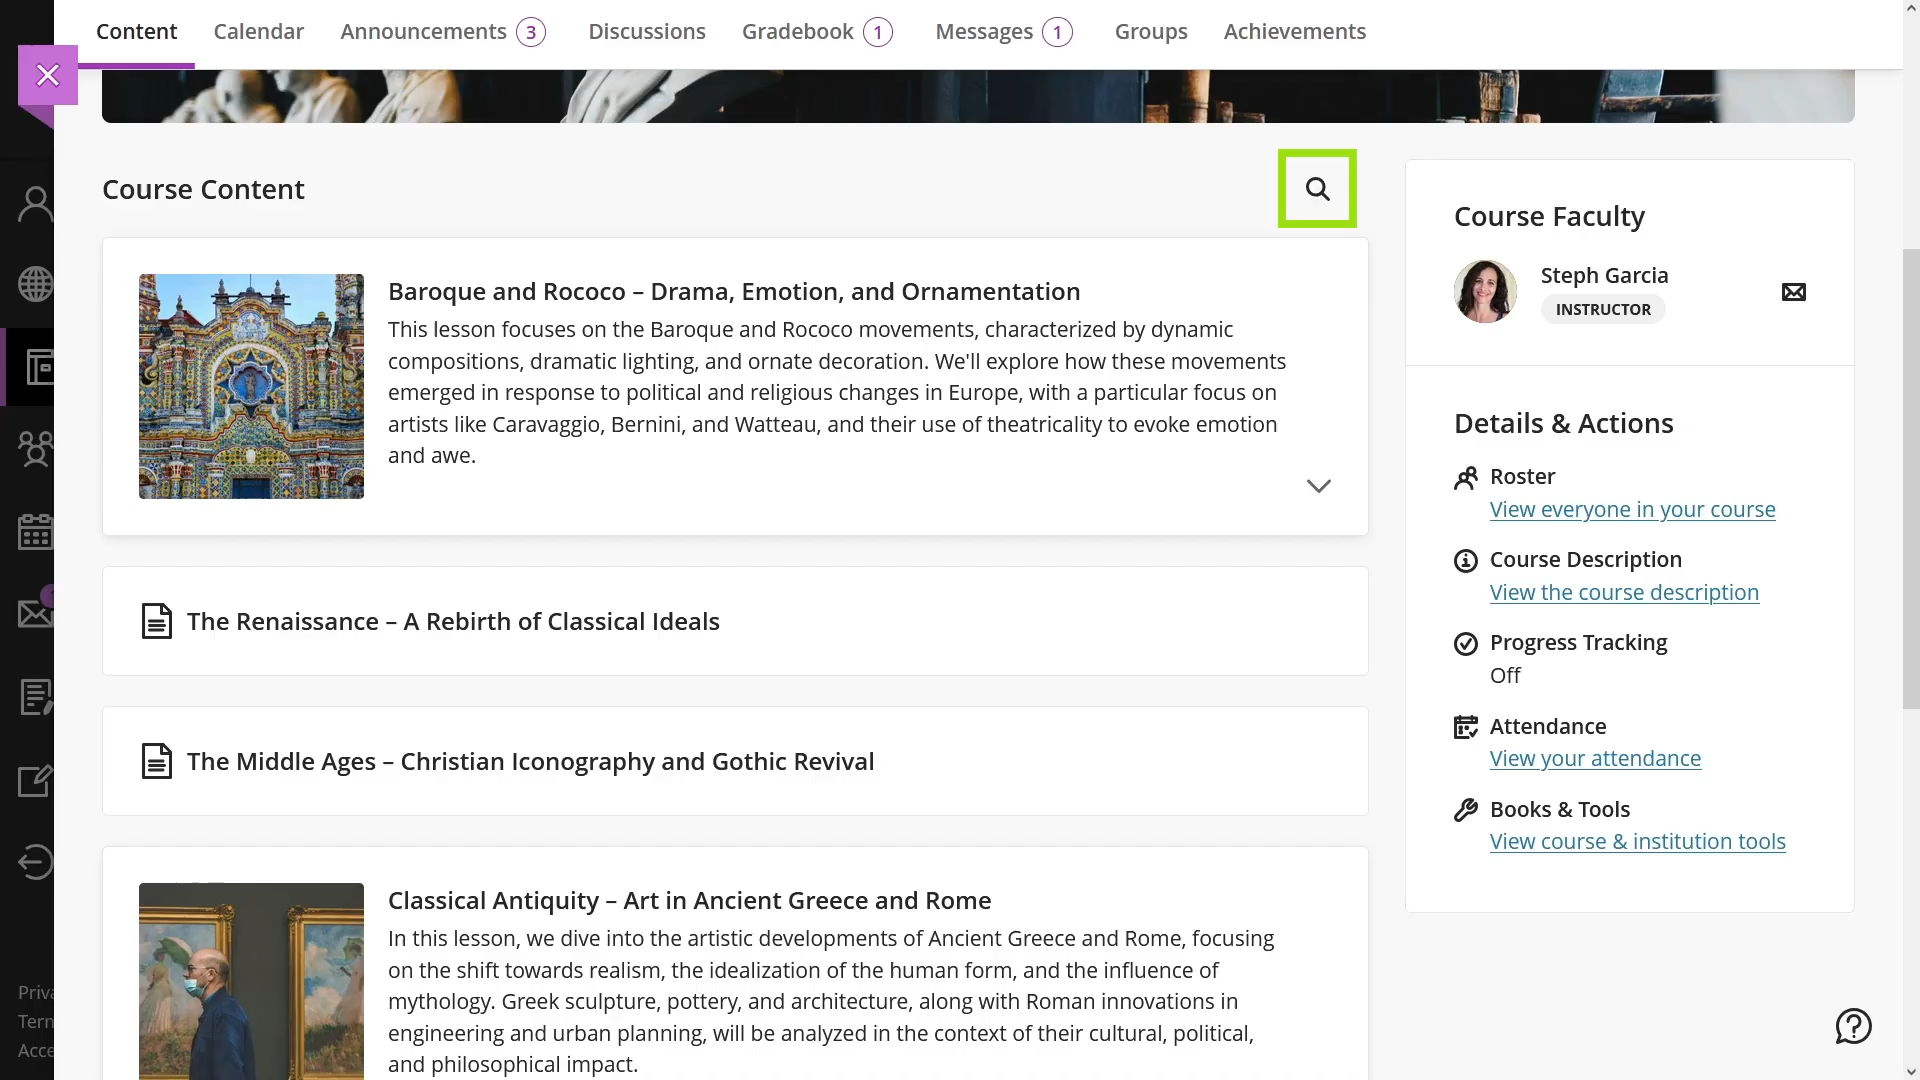 Content
Calendar
Announcements 3
Discussions
Gradebook 1
Messages 1
Groups
Achievements
Course Content
Baroque and Rococo – Drama, Emotion, and Ornamentation
This lesson focuses on the Baroque and Rococo movements, characterized by dynamic
compositions, dramatic lighting, and ornate decoration. We'll explore how these movements
emerged in response to political and religious changes in Europe, with a particular focus on
artists like Caravaggio, Bernini, and Watteau, and their use of theatricality to evoke emotion
and awe.
The Renaissance – A Rebirth of Classical Ideals
The Middle Ages – Christian Iconography and Gothic Revival
Classical Antiquity – Art in Ancient Greece and Rome
In this lesson, we dive into the artistic developments of Ancient Greece and Rome, focusing
on the shift towards realism, the idealization of the human form, and the influence of
mythology. Greek sculpture, pottery, and architecture, along with Roman innovations in
engineering and urban planning, will be analyzed in the context of their cultural, political,
and philosophical impact.
Course Faculty
Steph Garcia
INSTRUCTOR
Details & Actions
Roster
View everyone in your course
Course Description
View the course description
Progress Tracking
Off
Attendance
View your attendance
Books & Tools
View course & institution tools
Priva
Tern
Acce